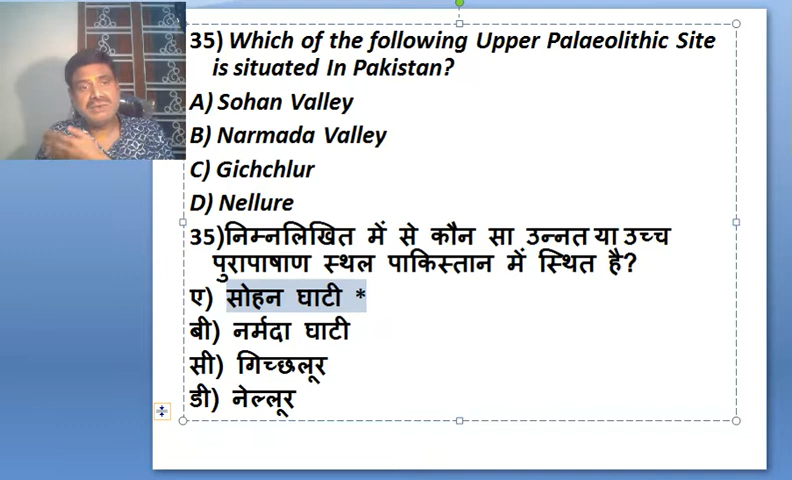 35) Which of the following Upper Palaeolithic Site
is situated In Pakistan?
A) Sohan Valley
B) Narmada Valley
C) Gichchlur
D) Nellure
35)निम्नलिखित में से कौन सा उन्नत या उच्च
पुरापाषाण स्थल पाकिस्तान में स्थित है?
ए) सोहन घाटी *
बी) नर्मदा घाटी
सी) गिच्छलूर
डी) नेल्लूर